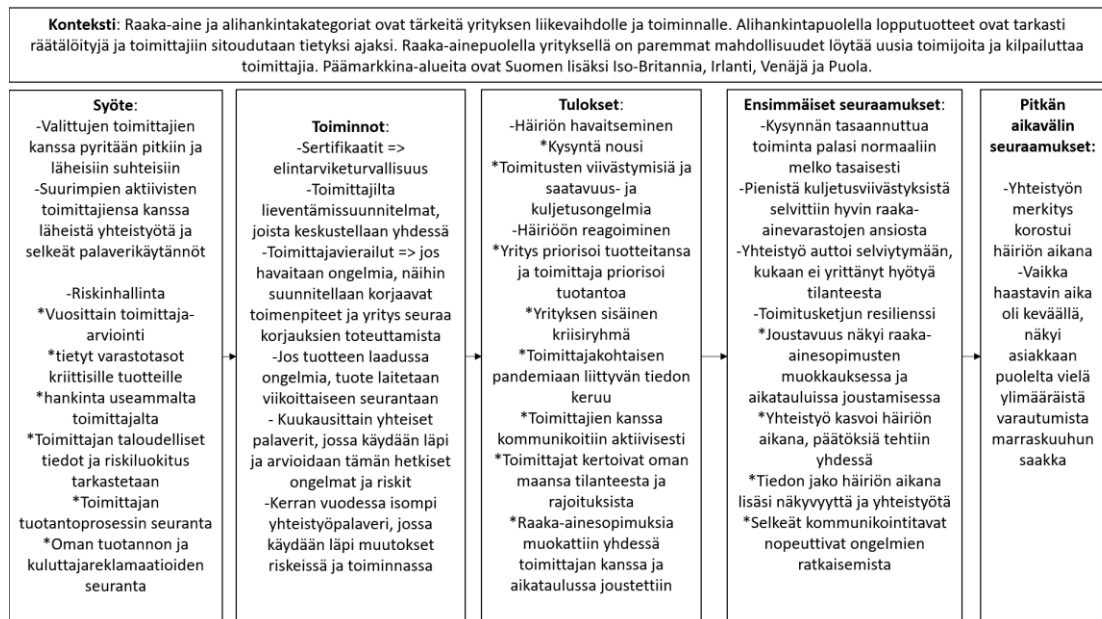 Konteksti: Raaka-aine ja alihankintakategoriat ovat tärkeitä yrityksen liikevaihdolle ja toiminnalle. Alihankintapuolella lopputuotteet ovat tarkasti
räätälöityjä ja toimittajiin sitoudutaan tietyksi ajaksi. Raaka-ainepuolella yrityksellä on paremmat mahdollisuudet löytää uusia toimijoita ja kilpailuttaa
toimittajia. Päämarkkina-alueita ovat Suomen lisäksi Iso-Britannia, Irlanti, Venäjä ja Puola.
Syöte:
-Valittujen toimittajien
kanssa pyritään pitkiin ja
läheisiin suhteisiin
-Suurimpien aktiivisten
toimittajiensa kanssa
läheistä yhteistyötä ja
selkeät palaverikäytännöt
-Riskinhallinta
*Vuosittain toimittaja-
arviointi
*tietyt varastotasot
kriittisille tuotteille
*hankinta useammalta
toimittajalta
*Toimittajan taloudelliset
tiedot ja riskiluokitus
tarkastetaan
*Toimittajan
tuotantoprosessin seuranta
*Oman tuotannon ja
kuluttajareklamaatioiden
seuranta
Toiminnot:
-Sertifikaatit =>
elintarviketurvallisuus
-Toimittajilta
lieventämissuunnitelmat,
joista keskustellaan yhdessä
-Toimittajavierailut => jos
havaitaan ongelmia, näihin
suunnitellaan korjaavat
toimenpiteet ja yritys seuraa
korjauksien toteuttamista
-Jos tuotteen laadussa
ongelmia, tuote laitetaan
viikoittaiseen seurantaan
- Kuukausittain yhteiset
palaverit, jossa käydään läpi
ja arvioidaan tämän hetkiset
ongelmat ja riskit
-Kerran vuodessa isompi
yhteistyöpalaveri, jossa
käydään läpi muutokset
riskeissä ja toiminnassa
Tulokset:
-Häiriön havaitseminen
*Kysyntä nousi
*Toimitusten viivästymisiä ja
saatavuus- ja
kuljetusongelmia
-Häiriöön reagoiminen
*Yritys priorisoi tuotteitansa
ja toimittaja priorisoi
tuotantoa
*Yrityksen sisäinen
kriisiryhmä
*Toimittajakohtaisen
pandemiaan liittyvän tiedon
keruu
*Toimittajien kanssa
kommunikoitiin aktiivisesti
*Toimittajat kertoivat oman
maansa tilanteesta ja
rajoituksista
*Raaka-ainesopimuksia
muokattiin yhdessä
toimittajan kanssa ja
aikataulussa joustettiin
Ensimmäiset seuraamukset:
-Kysynnän tasaannuttua
toiminta palasi normaaliin
melko tasaisesti
-Pienistä kuljetusviivästyksistä
selvittiin hyvin raaka-
ainevarastojen ansiosta
-Yhteistyö auttoi selviytymään,
kukaan ei yrittänyt hyötyä
tilanteesta
-Toimitusketjun resilienssi
*Joustavuus näkyi raaka-
ainesopimusten
muokkauksessa ja
aikatauluissa joustamisessa
*Yhteistyö kasvoi häiriön
aikana, päätöksiä tehtiin
yhdessä
*Tiedon jako häiriön aikana
lisäsi näkyvyyttä ja yhteistyötä
*Selkeät kommunikointitavat
nopeuttivat ongelmien
ratkaisemista
Pitkän
aikavälin
seuraamukset:
-Yhteistyön
merkitys
korostui
häiriön aikana
-Vaikka
haastavin aika
oli keväällä,
näkyi
asiakkaan
puolelta vielä
ylimääräistä
varautumista
marraskuuhun
saakka